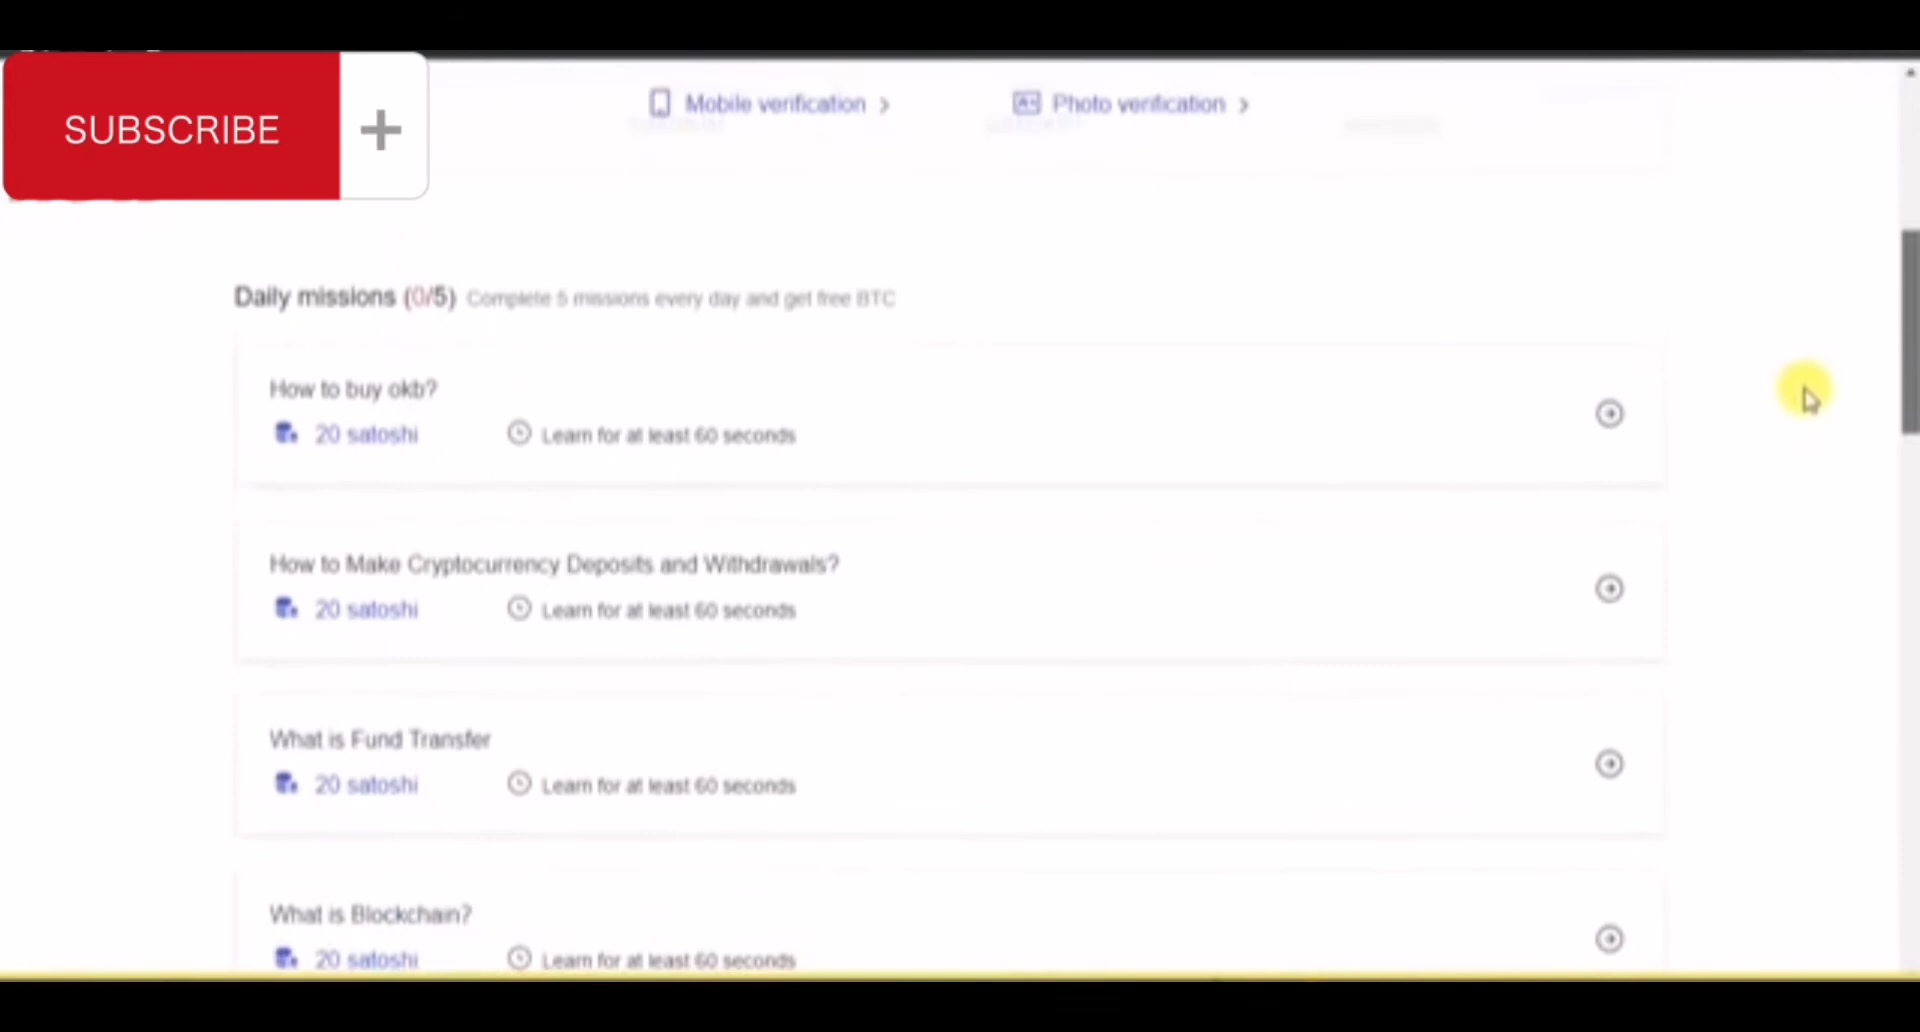 SUBSCRIBE +
Mobile verification > Photo verification >
Daily missions (0/5) Complete 5 missions every day and get free BTC
How to buy okb?
20 satoshi Learn for at least 60 seconds
How to Make Cryptocurrency Deposits and Withdrawals?
20 satoshi Learn for at least 60 seconds
What is Fund Transfer
20 satoshi Learn for at least 60 seconds
What is Blockchain?
20 satoshi Learn for at least 60 seconds